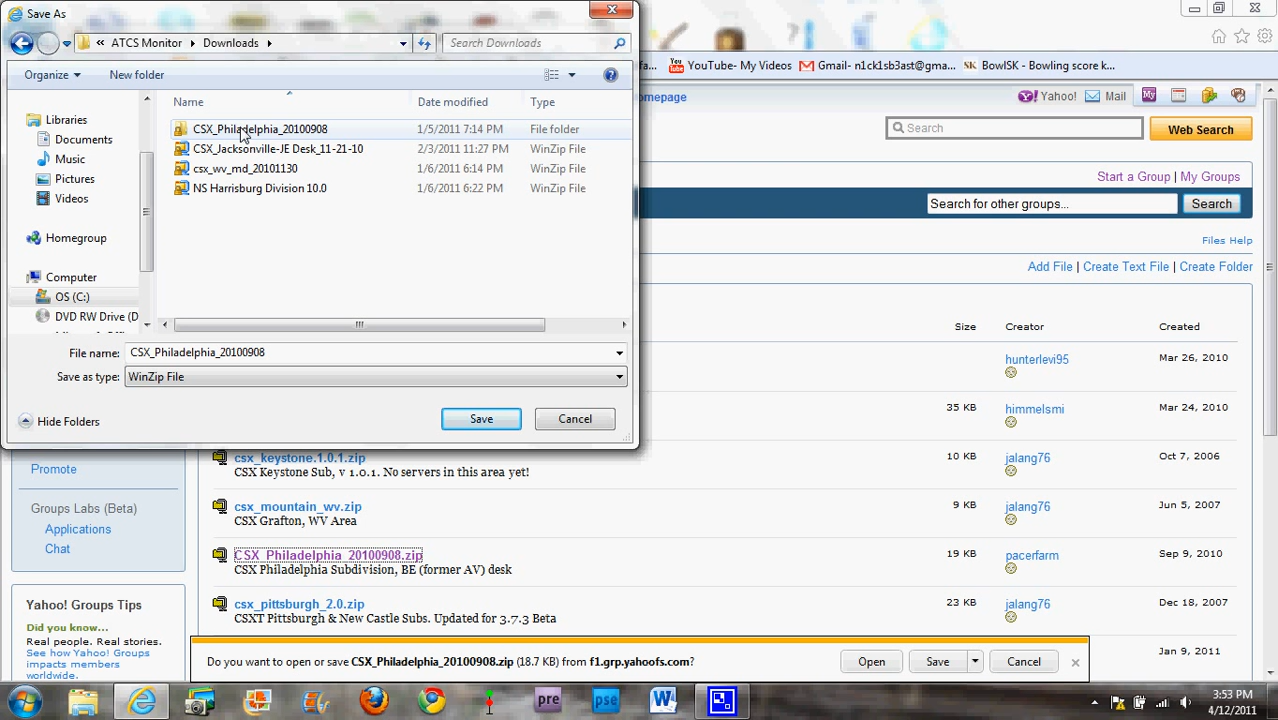 Save As
« ATCS Monitor Downloads
Search Downloads
YouTube- My Videos
Gmail- n1ck1sb3ast@gma...
BowlSK - Bowling score k...
Organize
New folder
Name
Date modified
Type
Libraries
Documents
Music
Pictures
Videos
Homegroup
Computer
OS (C:)
DVD RW Drive (D
CSX_Philadelphia_20100908 1/5/2011 7:14 PM File folder
CSX_Jacksonville-JE Desk_11-21-10 2/3/2011 11:27 PM WinZip File
csx_wv_md_20101130 1/6/2011 6:14 PM WinZip File
NS Harrisburg Division 10.0 1/6/2011 6:22 PM WinZip File
File name: CSX_Philadelphia_20100908
Save as type: WinZip File
Hide Folders
Save
Cancel
omepage
Yahoo!
Mail
My
Search
Web Search
Start a Group | My Groups
Search for other groups...
Search
Files Help
Add File | Create Text File | Create Folder
Size Creator Created
hunterlevi95 Mar 26, 2010
35 KB himmelsmi Mar 24, 2010
csx_keystone.1.0.1.zip 10 KB jalang76 Oct 7, 2006
CSX Keystone Sub, v 1.0.1. No servers in this area yet!
csx_mountain_wv.zip 9 KB jalang76 Jun 5, 2007
CSX Grafton, WV Area
CSX_Philadelphia_20100908.zip 19 KB pacerfarm Sep 9, 2010
CSX Philadelphia Subdivision, BE (former AV) desk
csx_pittsburgh_2.0.zip 23 KB jalang76 Dec 18, 2007
CSXT Pittsburgh & New Castle Subs. Updated for 3.7.3 Beta
Jan 9, 2011
Promote
Groups Labs (Beta)
Applications
Chat
Yahoo! Groups Tips
Did you know...
Real people. Real stories.
See how Yahoo! Groups
impacts members
worldwide.
Do you want to open or save CSX_Philadelphia_20100908.zip (18.7 KB) from f1.grp.yahoofs.com?
Open
Save
Cancel
pre
pse
W
3:53 PM
4/12/2011